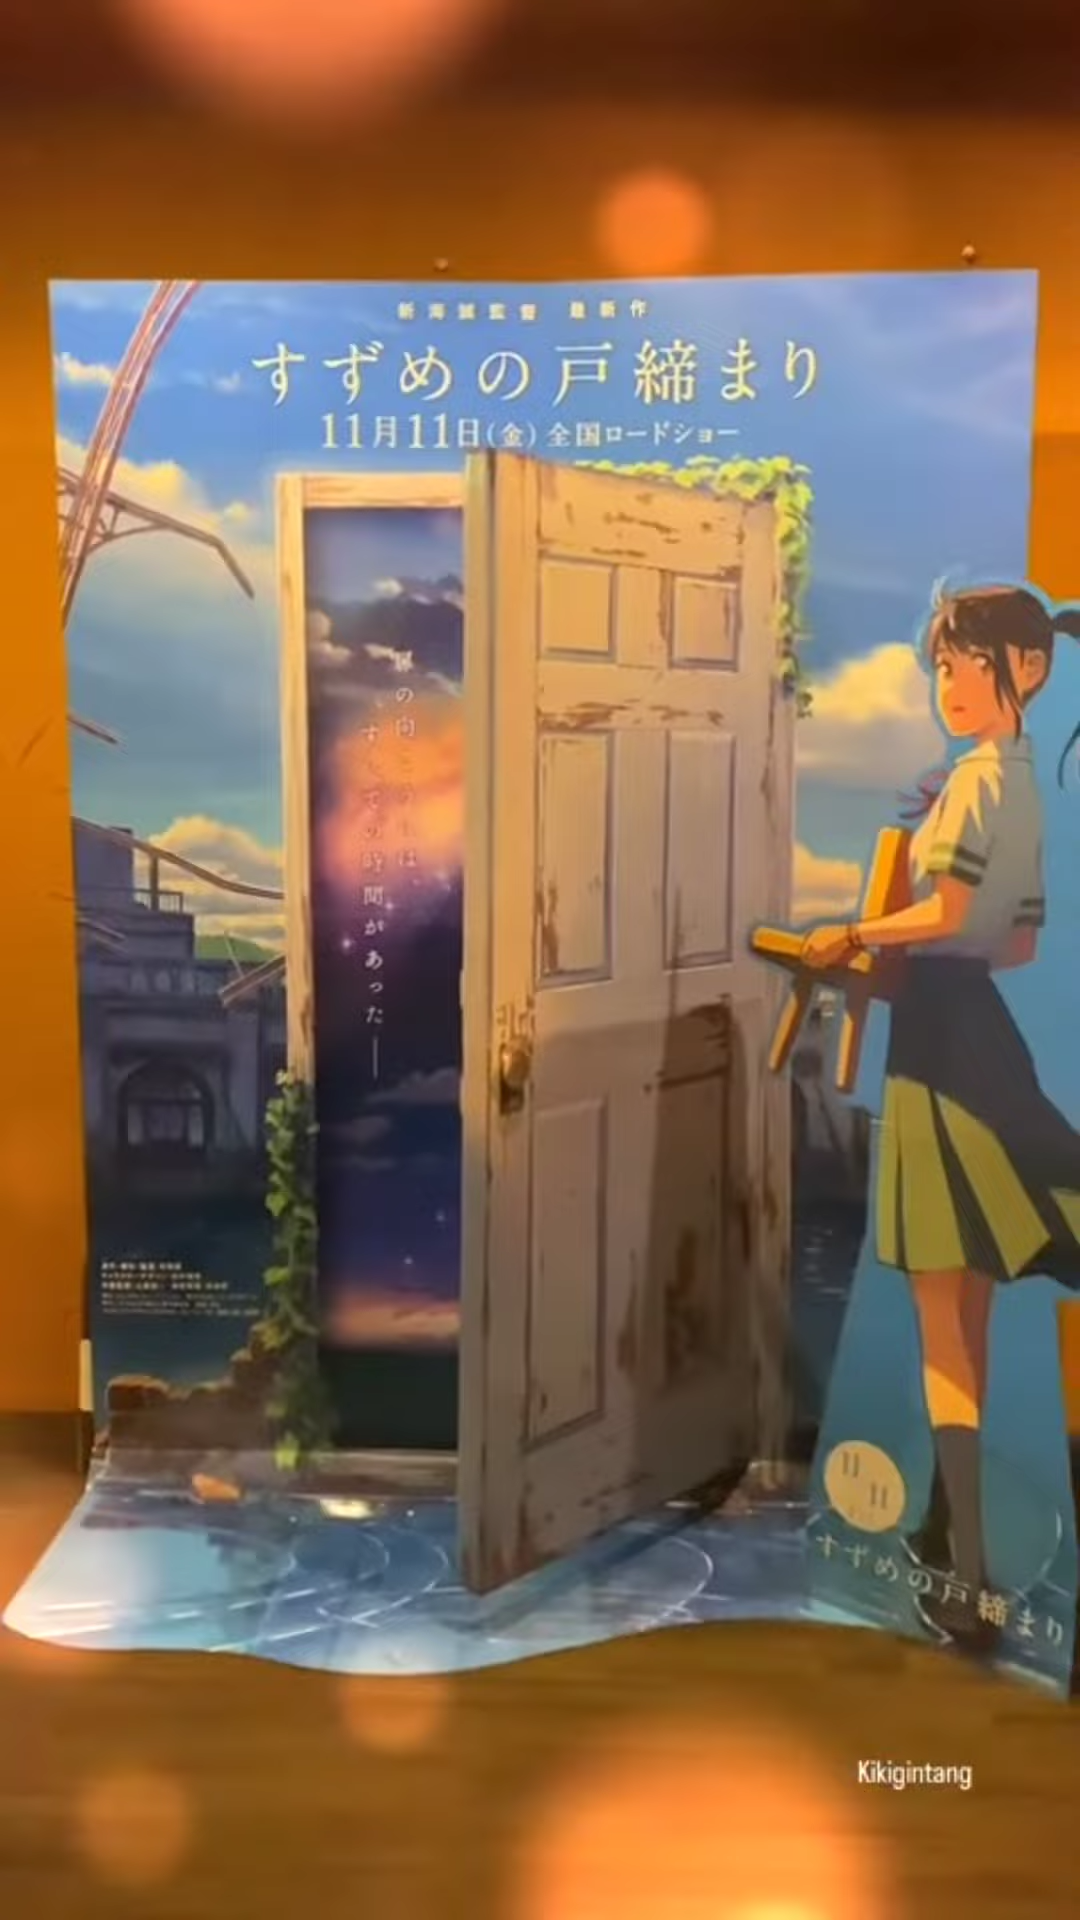 新海誠監督 最新作
すずめの戸締まり
11月11日(金) 全国ロードショー
扉の向こうには、
すべての時間があった——
11
11
すずめの戸締まり
Kikigintang